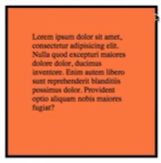 Lorem ipsum dolor sit amet,
consectetur adipisicing elit.
Nulla quod excepturi maiores
dolore dolor, ducimus
inventore. Enim autem libero
sunt reprehenderit blanditiis
possimus dolor. Provident
optio aliquam nobis maiores
fugiat?